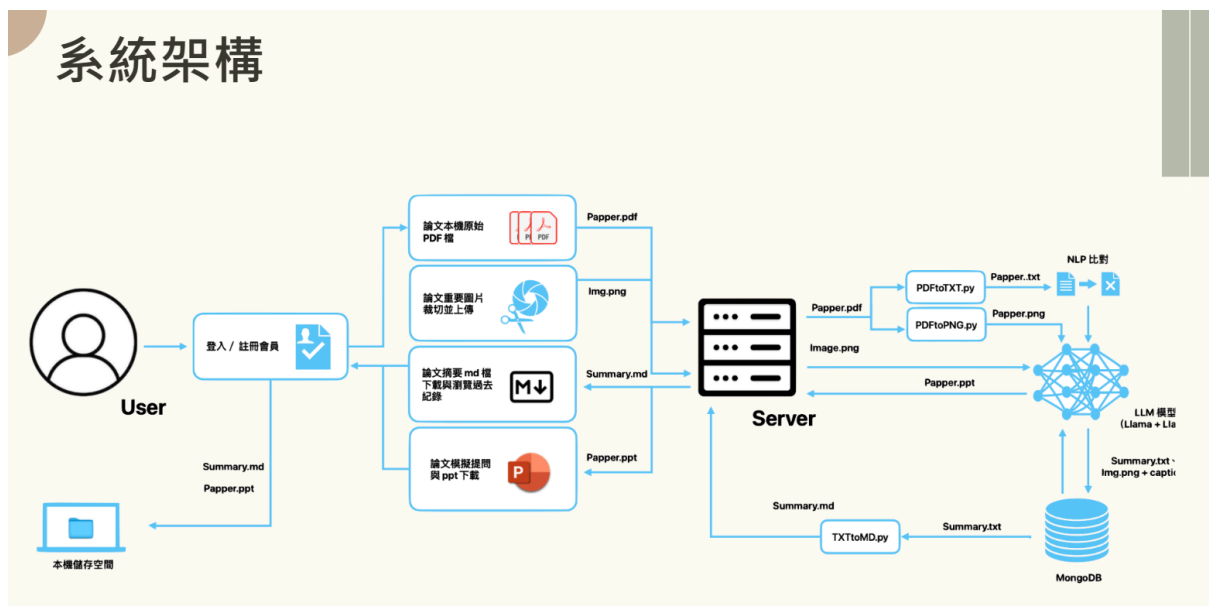 系統架構
論文本機原始
PDF 檔
PDF
Papper.pdf
論文重要圖片
裁切並上傳
Img.png
登入 / 註冊會員
User
論文摘要 md 檔
下載與瀏覽過去
紀錄
M
Summary.md
論文模擬提問
與 ppt 下載
P
Papper.ppt
Summary.md
Papper.ppt
本機儲存空間
Server
Papper.pdf
PDFtoTXT.py
Papper..txt
NLP 比對
PDFtoPNG.py
Papper.png
Image.png
Papper.ppt
LLM 模型
(Llama + Lla
Summary.txt、
Img.png + captic
Summary.md
TXTtoMD.py
Summary.txt
MongoDB